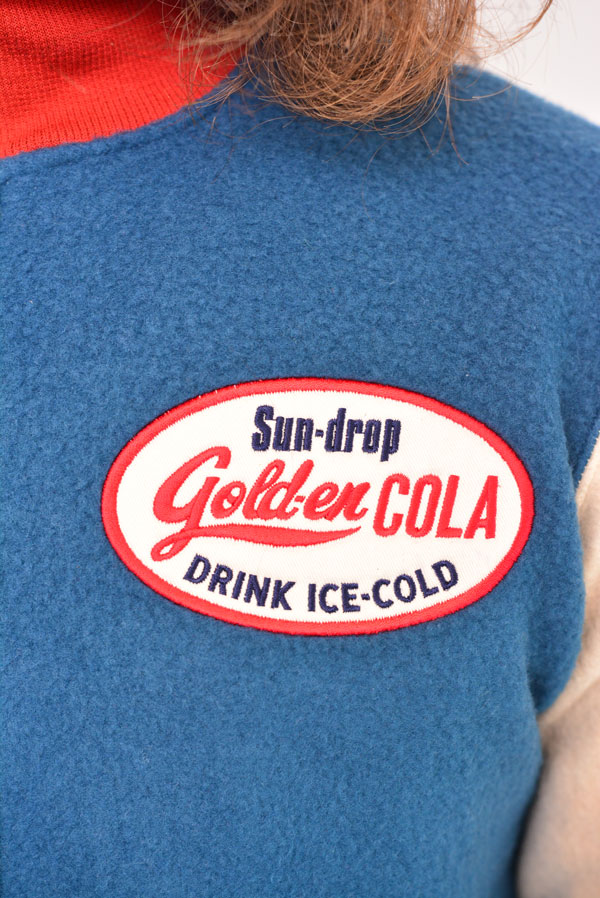 Sun-drop
Gold-en COLA
DRINK ICE-COLD